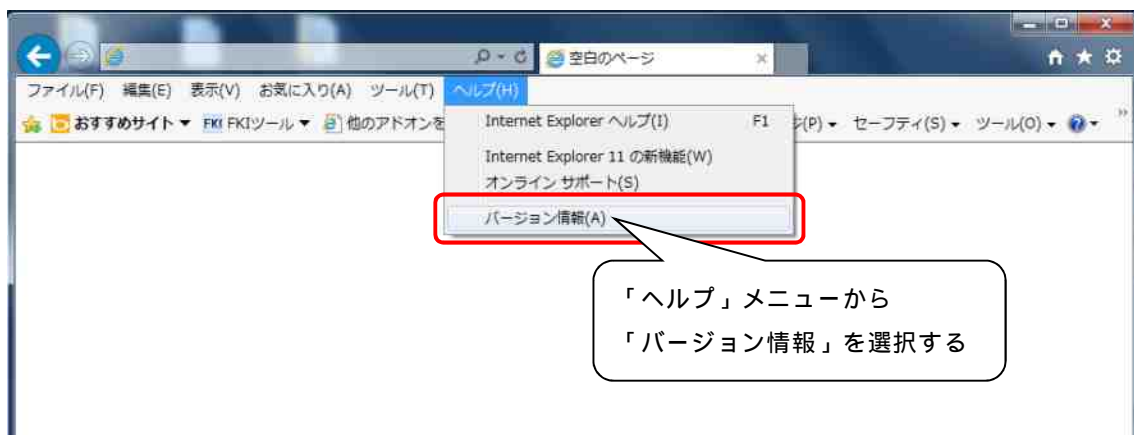 空白のページ
ファイル(F) 編集(E) 表示(V) お気に入り(A) ツール(T) ヘルプ(H)
おすすめサイト ▼ FKI FKIツール ▼ 他のアドオンを
(P) ▼ セーフティ(S) ▼ ツール(O) ▼ »
Internet Explorer ヘルプ(I) F1
Internet Explorer 11 の新機能(W)
オンライン サポート(S)
バージョン情報(A)
「ヘルプ」メニューから
「バージョン情報」を選択する